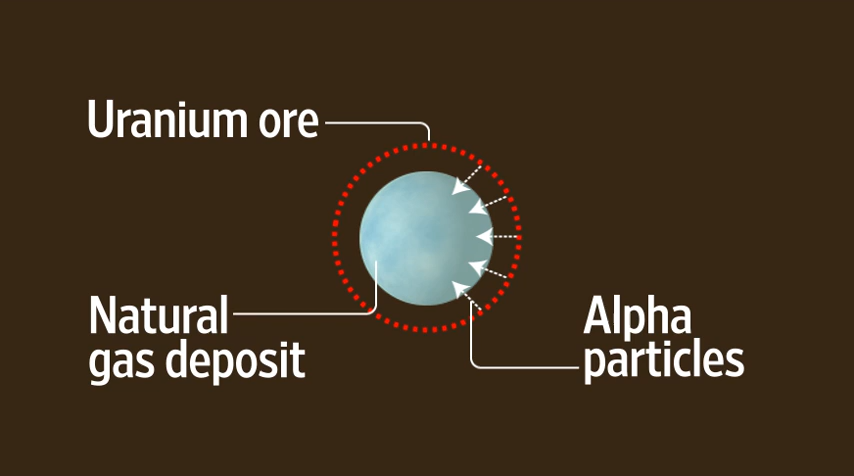 Uranium ore
Natural
gas deposit
Alpha
particles